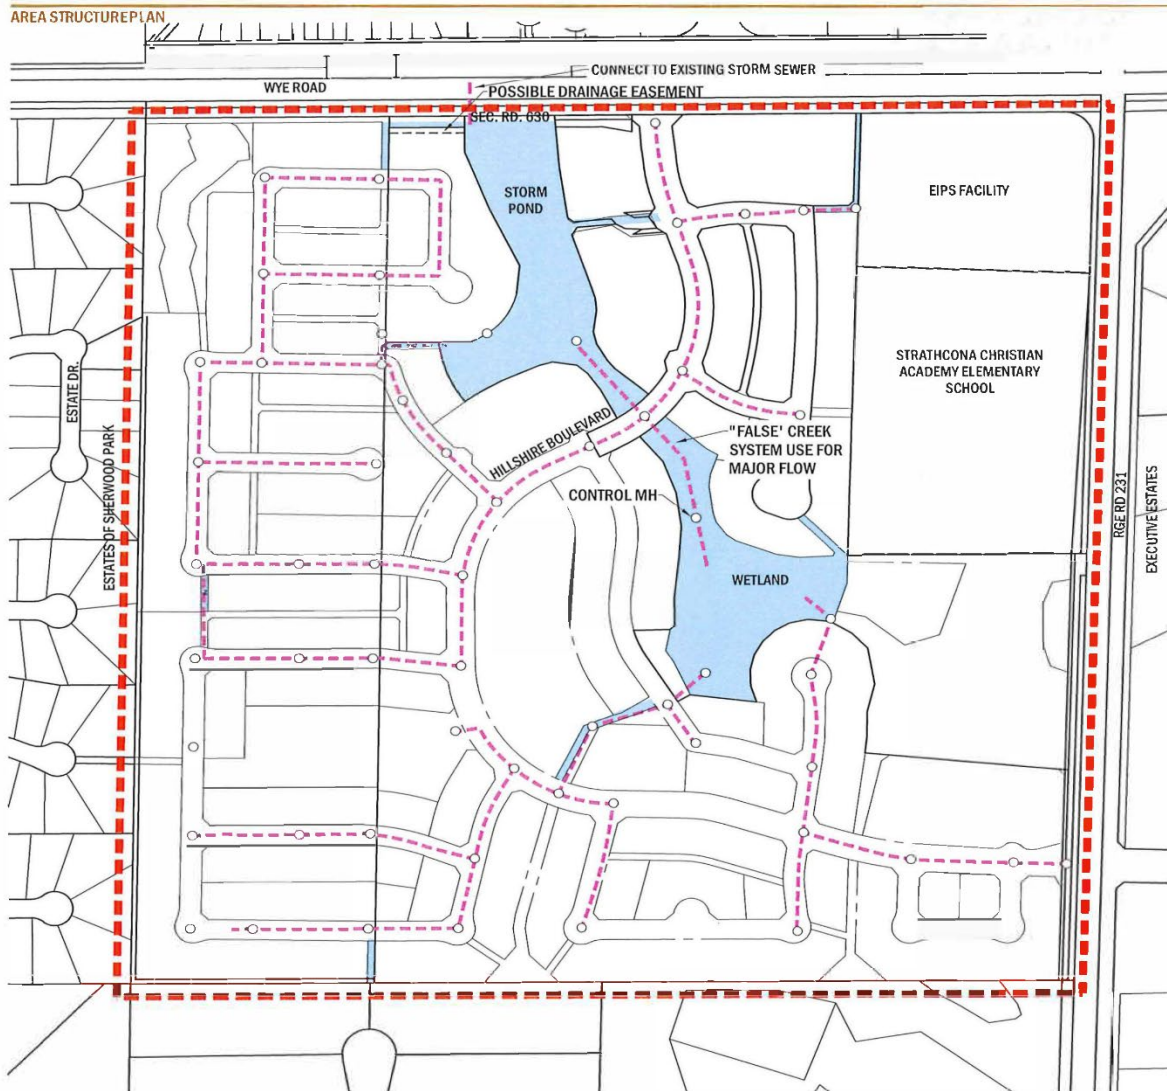 AREA STRUCTUREPLAN
CONNECT TO EXISTING STORM SEWER
WYE ROAD
POSSIBLE DRAINAGE EASEMENT
SEC. RD. 630
STORM
POND
EIPS FACILITY
STRATHCONA CHRISTIAN
ACADEMY ELEMENTARY
SCHOOL
ESTATE DR.
ESTATES OF SHERWOOD PARK
HILLSHIRE BOULEVARD
"FALSE' CREEK
SYSTEM USE FOR
MAJOR FLOW
CONTROL MH
WETLAND
RGE RD 231
EXECUTIVE ESTATES